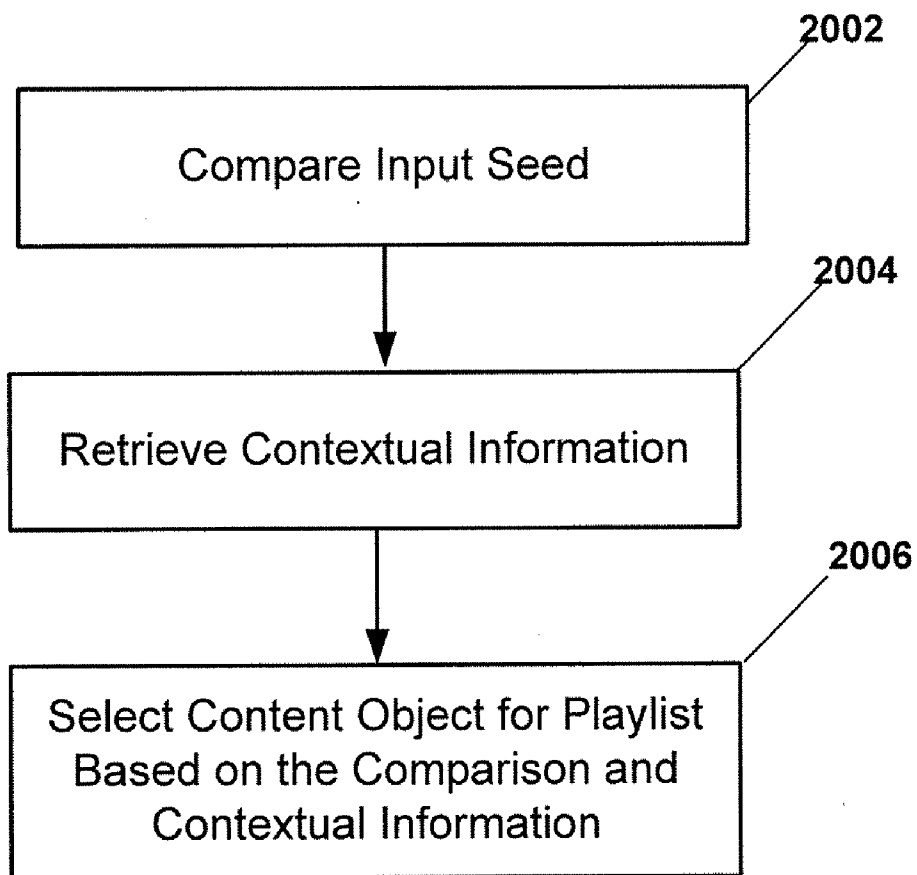 2002
Compare Input Seed
2004
Retrieve Contextual Information
2006
Select Content Object for Playlist
Based on the Comparison and
Contextual Information